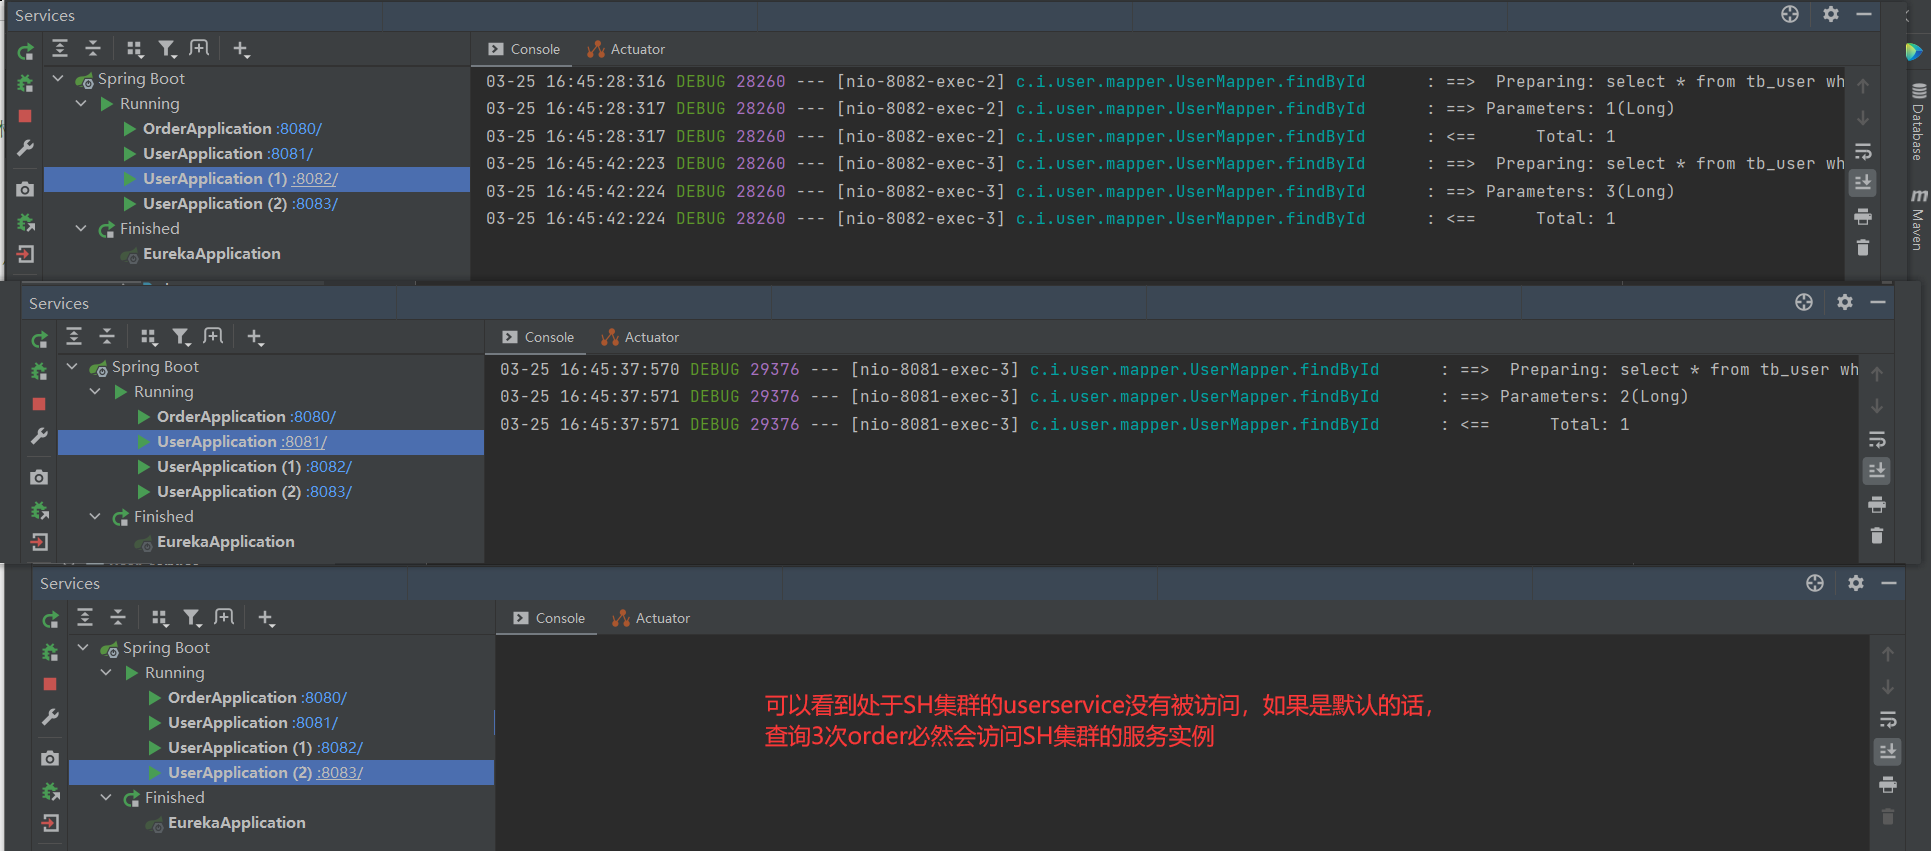 Services
Console
Actuator
Spring Boot
Running
OrderApplication :8080/
UserApplication :8081/
UserApplication (1) :8082/
UserApplication (2) :8083/
Finished
EurekaApplication
03-25 16:45:28:316 DEBUG 28260 --- [nio-8082-exec-2] c.i.user.mapper.UserMapper.findById : ==> Preparing: select * from tb_user wh
03-25 16:45:28:317 DEBUG 28260 --- [nio-8082-exec-2] c.i.user.mapper.UserMapper.findById : ==> Parameters: 1(Long)
03-25 16:45:28:317 DEBUG 28260 --- [nio-8082-exec-2] c.i.user.mapper.UserMapper.findById : <== Total: 1
03-25 16:45:42:223 DEBUG 28260 --- [nio-8082-exec-3] c.i.user.mapper.UserMapper.findById : ==> Preparing: select * from tb_user wh
03-25 16:45:42:224 DEBUG 28260 --- [nio-8082-exec-3] c.i.user.mapper.UserMapper.findById : ==> Parameters: 3(Long)
03-25 16:45:42:224 DEBUG 28260 --- [nio-8082-exec-3] c.i.user.mapper.UserMapper.findById : <== Total: 1
Database
Maven
Services
Console
Actuator
Spring Boot
Running
OrderApplication :8080/
UserApplication :8081/
UserApplication (1) :8082/
UserApplication (2) :8083/
Finished
EurekaApplication
03-25 16:45:37:570 DEBUG 29376 --- [nio-8081-exec-3] c.i.user.mapper.UserMapper.findById : ==> Preparing: select * from tb_user wh
03-25 16:45:37:571 DEBUG 29376 --- [nio-8081-exec-3] c.i.user.mapper.UserMapper.findById : ==> Parameters: 2(Long)
03-25 16:45:37:571 DEBUG 29376 --- [nio-8081-exec-3] c.i.user.mapper.UserMapper.findById : <== Total: 1
Services
Console
Actuator
Spring Boot
Running
OrderApplication :8080/
UserApplication :8081/
UserApplication (1) :8082/
UserApplication (2) :8083/
Finished
EurekaApplication
可以看到处于SH集群的userservice没有被访问，如果是默认的话，
查询3次order必然会访问SH集群的服务实例